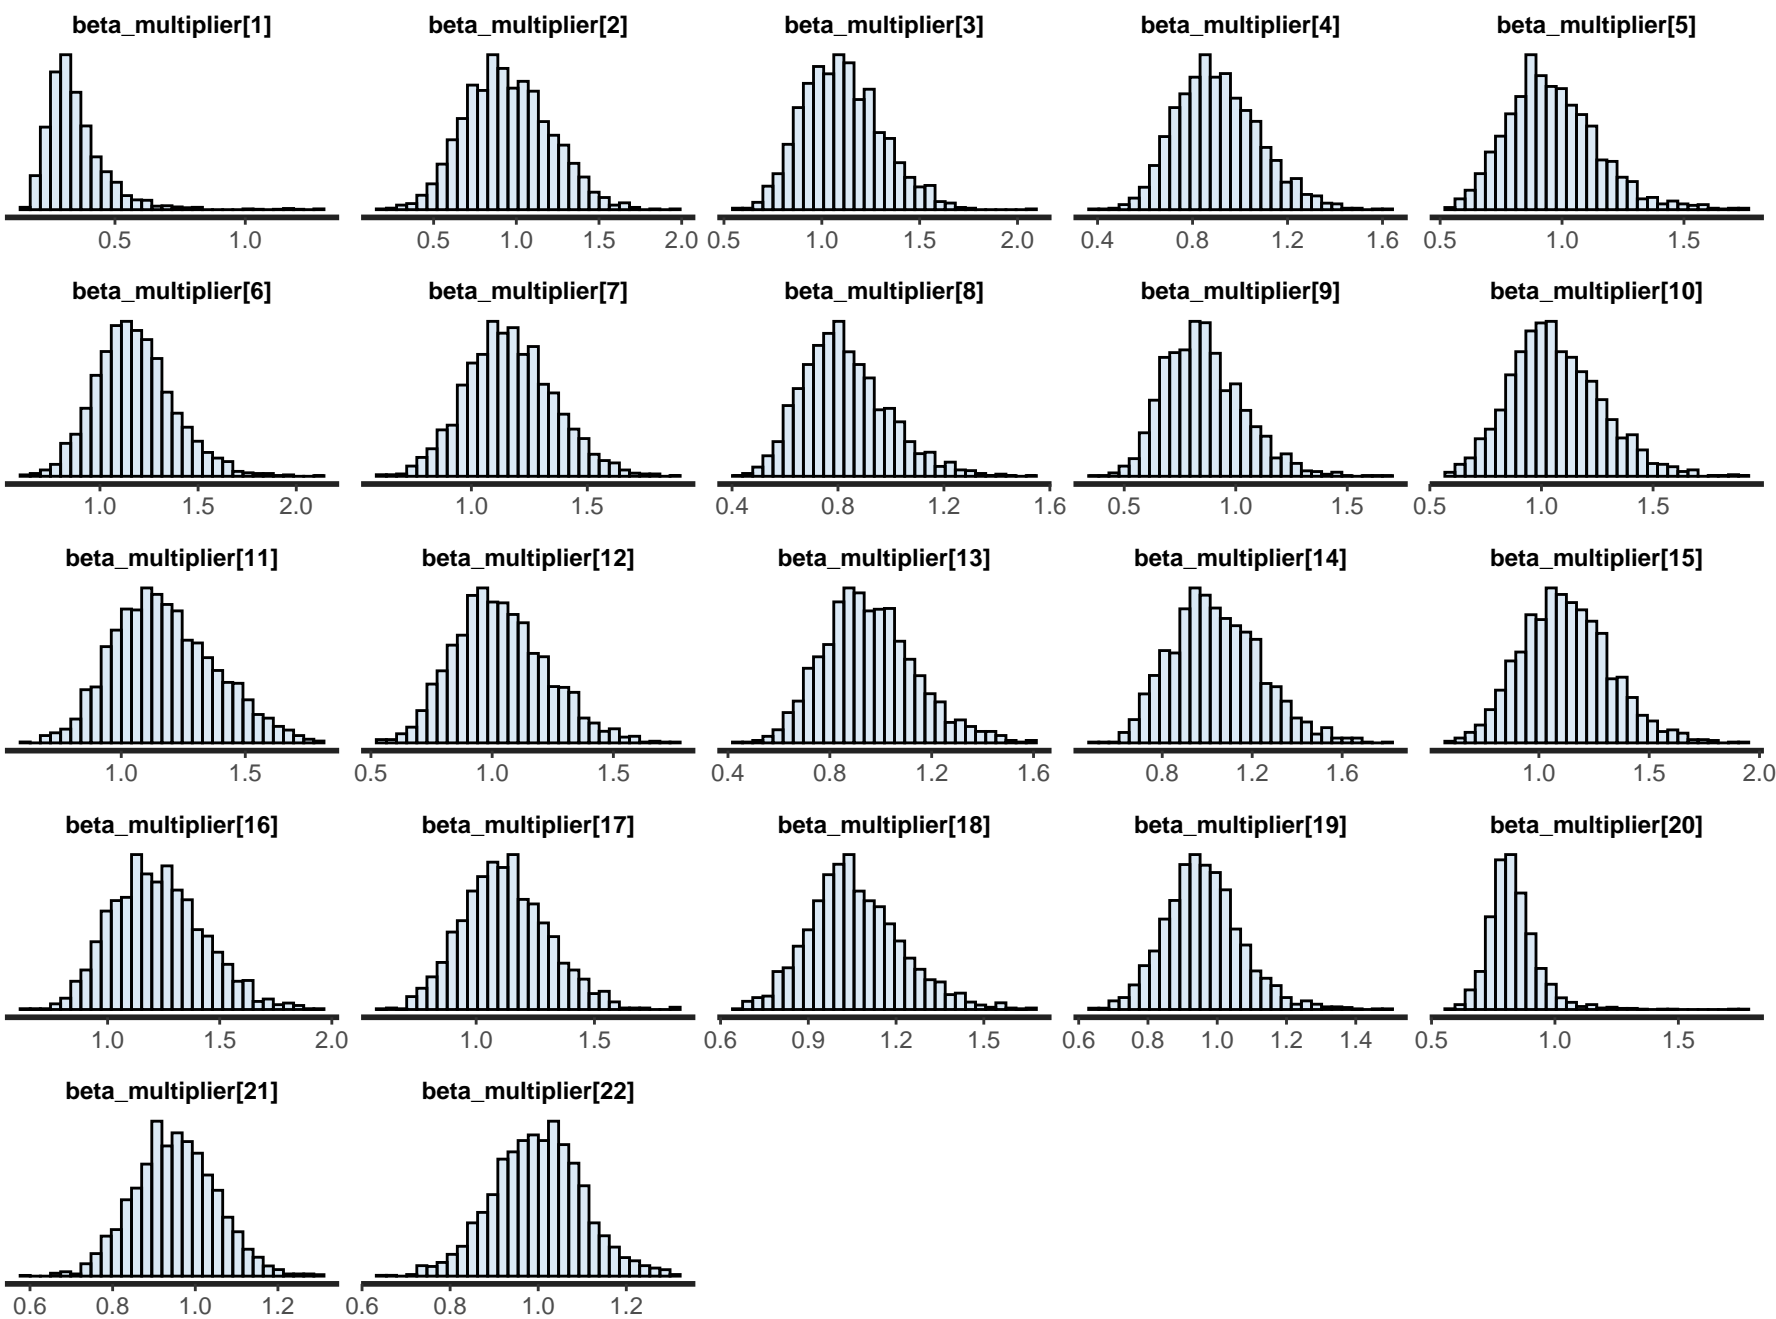 beta_multiplier[1] beta_multiplier[2] beta_multiplier[3] beta_multiplier[4] beta_multiplier[5]
0.5 1.0 0.5 1.0 1.5 2.0 0.5 1.0 1.5 2.0 0.4 0.8 1.2 1.6 0.5 1.0 1.5
beta_multiplier[6] beta_multiplier[7] beta_multiplier[8] beta_multiplier[9] beta_multiplier[10]
1.0 1.5 2.0 1.0 1.5 0.4 0.8 1.2 1.6 0.5 1.0 1.5 0.5 1.0 1.5
beta_multiplier[11] beta_multiplier[12] beta_multiplier[13] beta_multiplier[14] beta_multiplier[15]
1.0 1.5 0.5 1.0 1.5 0.4 0.8 1.2 1.6 0.8 1.2 1.6 1.0 1.5 2.0
beta_multiplier[16] beta_multiplier[17] beta_multiplier[18] beta_multiplier[19] beta_multiplier[20]
1.0 1.5 2.0 1.0 1.5 0.6 0.9 1.2 1.5 0.6 0.8 1.0 1.2 1.4 0.5 1.0 1.5
beta_multiplier[21] beta_multiplier[22]
0.6 0.8 1.0 1.2 0.6 0.8 1.0 1.2